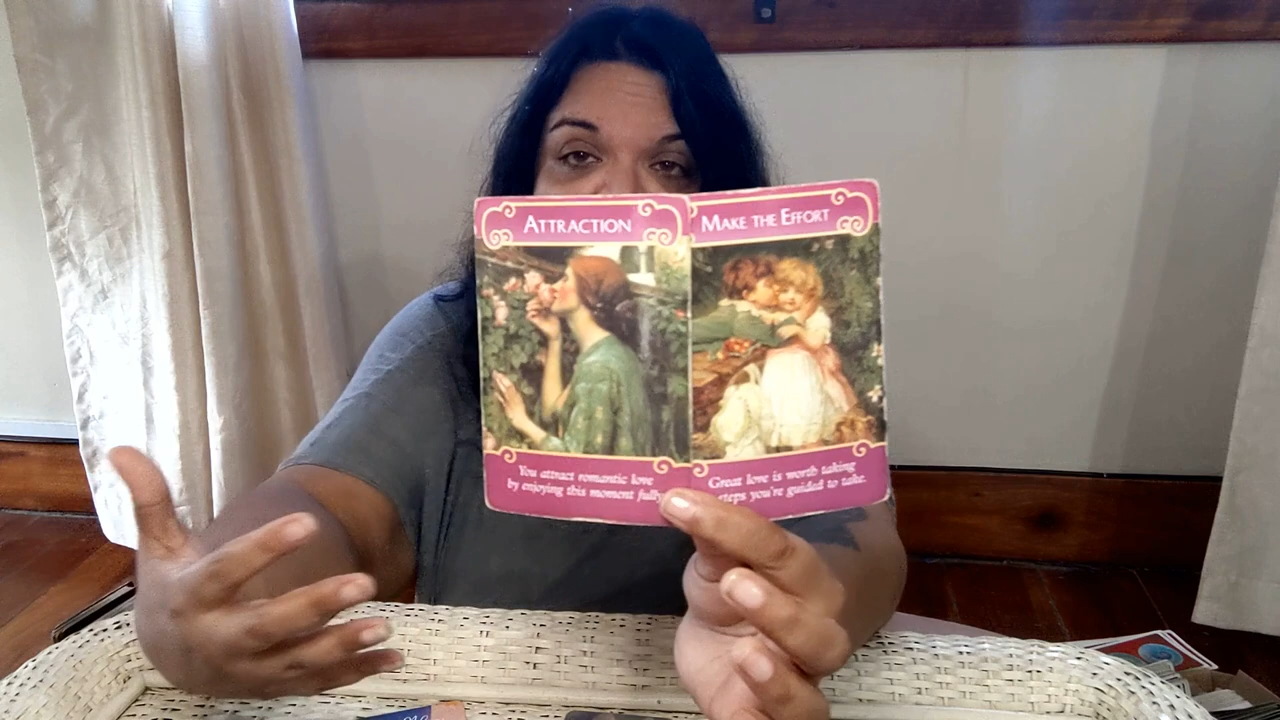 ATTRACTION
You attract romantic love
by enjoying this moment fully
MAKE THE EFFORT
Great love is worth taking
steps you're guided to take.